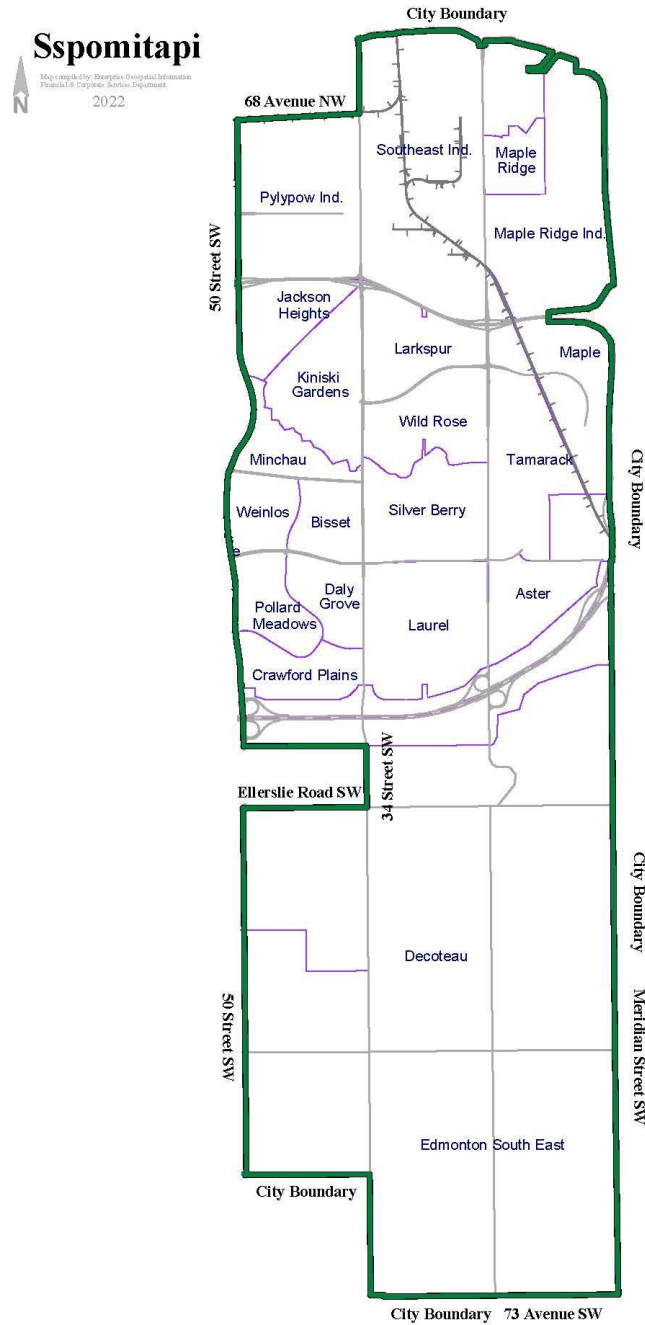 City Boundary
Sspomitapi
Map compiled by: Enterprise Geospatial Information
Financial & Corporate Services Department
2022
N
68 Avenue NW
Southeast Ind.
Maple
Ridge
Pylypow Ind.
Maple Ridge Ind.
50 Street SW
Jackson
Heights
Larkspur
Maple
Kiniski
Gardens
Wild Rose
Minchau
Tamarack
City Boundary
Weinlos
Bisset
Silver Berry
e
Daly
Grove
Aster
Pollard
Meadows
Laurel
Crawford Plains
34 Street SW
Ellerslie Road SW
City Boundary
Decoteau
50 Street SW
Meridian Street SW
Edmonton South East
City Boundary
City Boundary 73 Avenue SW